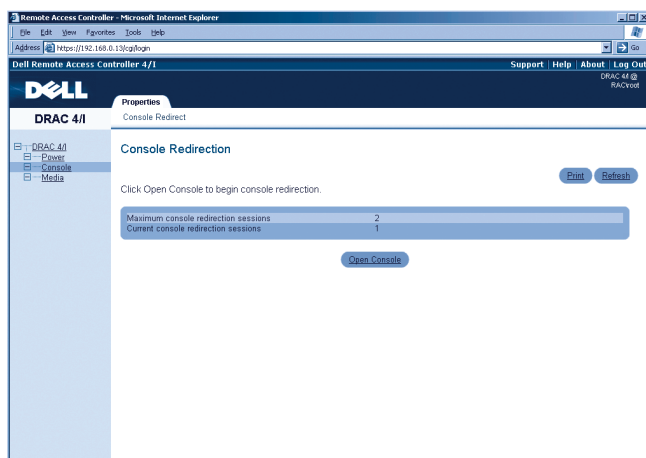 Remote Access Controller - Microsoft Internet Explorer
File Edit View Favorites Tools Help
Address https://192.168.0.13/cgi/login Go
Dell Remote Access Controller 4/I Support | Help | About | Log Out
DELL
DRAC 4/I @
RAC\root
Properties
DRAC 4/I
Console Redirect
DRAC 4/I
Power
Console
Media
Console Redirection
Print Refresh
Click Open Console to begin console redirection.
Maximum console redirection sessions 2
Current console redirection sessions 1
Open Console